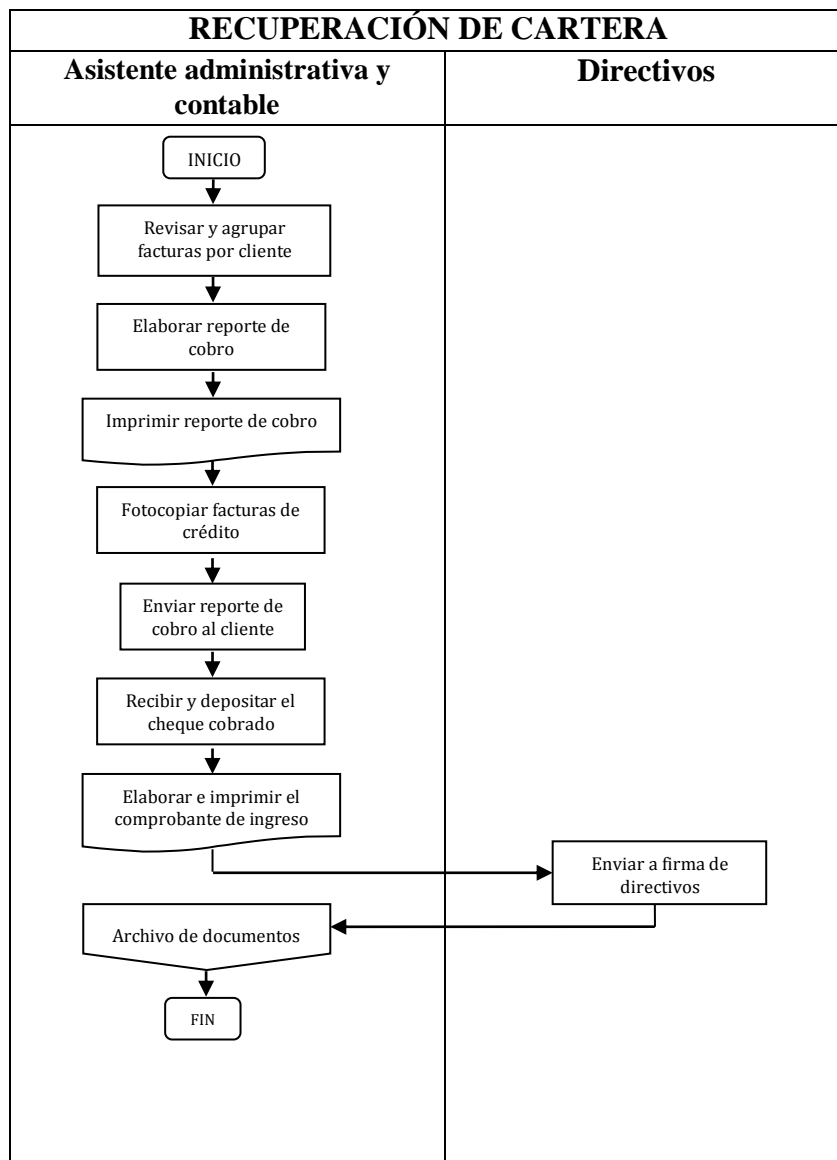 RECUPERACIÓN DE CARTERA
Asistente administrativa y
contable
Directivos
INICIO
Revisar y agrupar
facturas por cliente
Elaborar reporte de
cobro
Imprimir reporte de cobro
Fotocopiar facturas de
crédito
Enviar reporte de
cobro al cliente
Recibir y depositar el
cheque cobrado
Elaborar e imprimir el
comprobante de ingreso
Enviar a firma de
directivos
Archivo de documentos
FIN